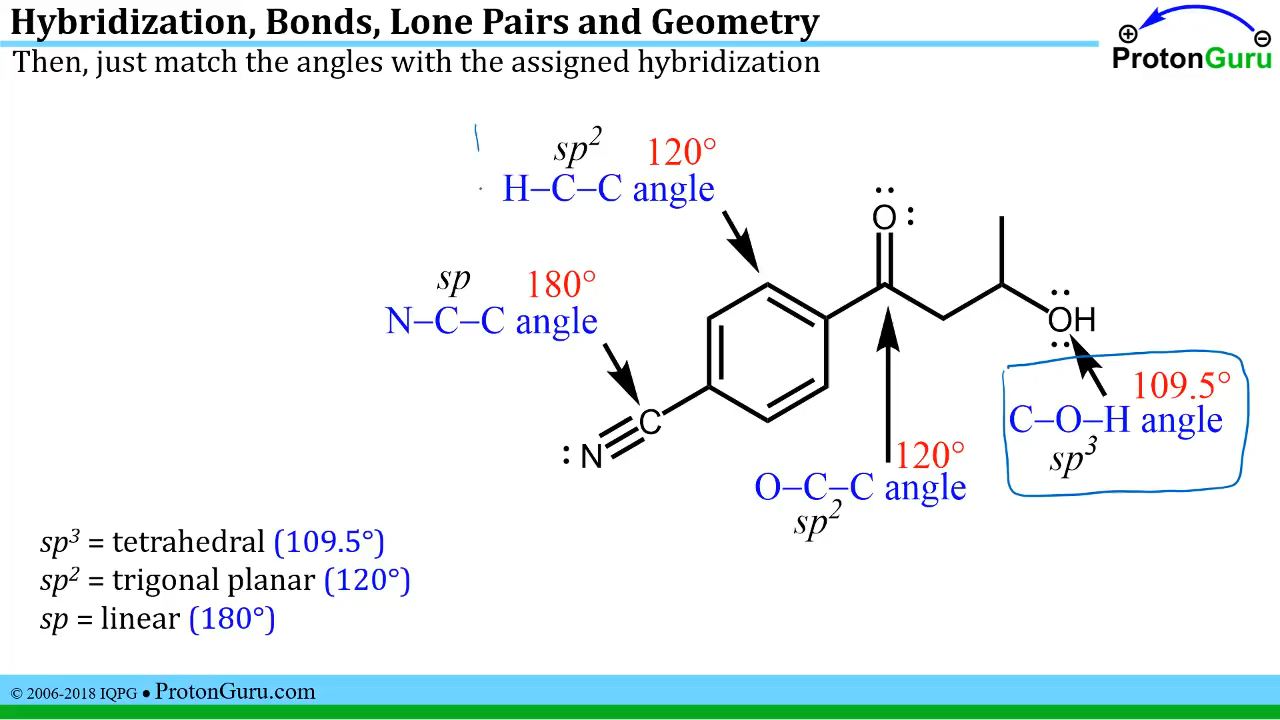 Hybridization, Bonds, Lone Pairs and Geometry
ProtonGuru
Then, just match the angles with the assigned hybridization
sp² 120°
H–C–C angle
sp 180°
N–C–C angle
O
OH
C
N
109.5°
C–O–H angle
sp³
120°
O–C–C angle
sp²
sp³ = tetrahedral (109.5°)
sp² = trigonal planar (120°)
sp = linear (180°)
© 2006-2018 IQPG ● ProtonGuru.com